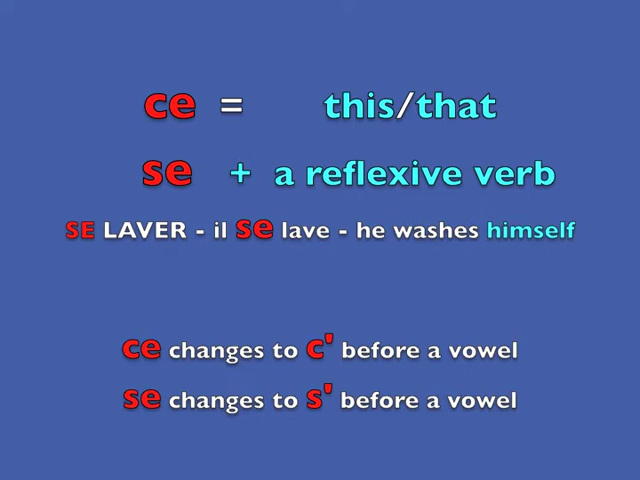 ce = this/that
se + a reflexive verb
SE LAVER - il se lave - he washes himself
ce changes to c' before a vowel
se changes to s' before a vowel